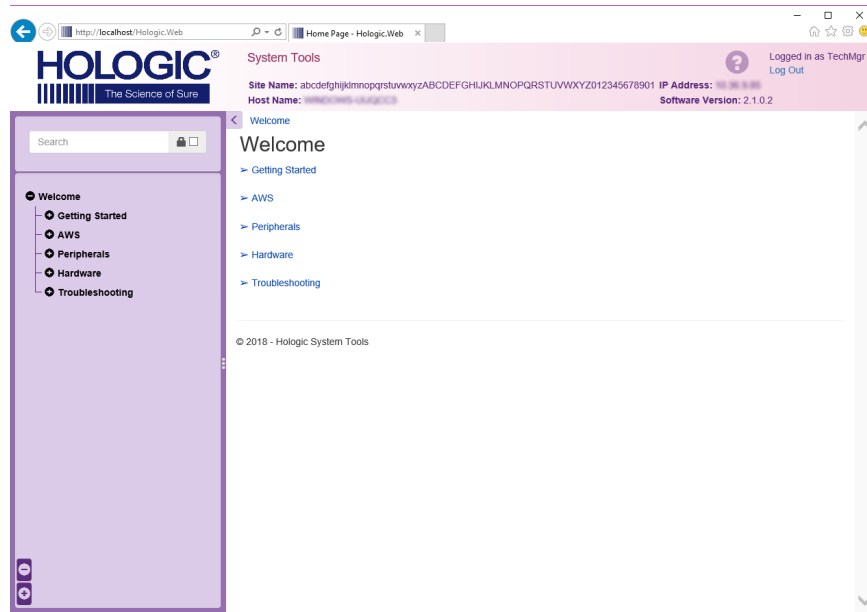 http://localhost/Hologic.Web
Home Page - Hologic.Web
HOLOGIC®
The Science of Sure
System Tools
Logged in as TechMgr
Log Out
Site Name: abcdefghijklmnopqrstuvwxyzABCDEFGHIJKLMNOPQRSTUVWXYZ012345678901 IP Address:
Host Name:
Software Version: 2.1.0.2
Search
Welcome
Getting Started
AWS
Peripherals
Hardware
Troubleshooting
Welcome
Welcome
➢ Getting Started
➢ AWS
➢ Peripherals
➢ Hardware
➢ Troubleshooting
© 2018 - Hologic System Tools